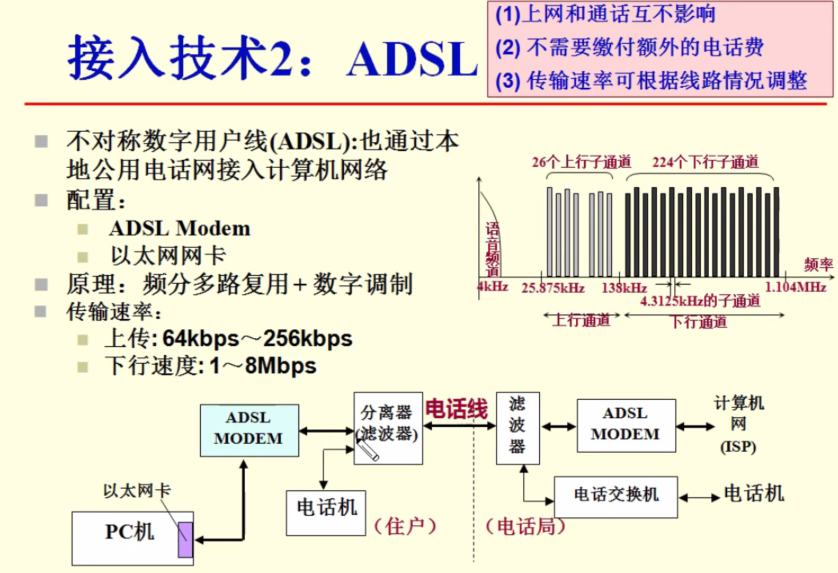 接入技术2：ADSL
(1)上网和通话互不影响
(2) 不需要缴付额外的电话费
(3) 传输速率可根据线路情况调整
不对称数字用户线(ADSL):也通过本
地公用电话网接入计算机网络
配置：
ADSL Modem
以太网网卡
原理：频分多路复用+数字调制
传输速率：
上传: 64kbps～256kbps
下行速度: 1～8Mbps
26个上行子通道
224个下行子通道
语音频道
频率
4kHz
25.875kHz
138kHz
1.104MHz
4.3125kHz的子通道
上行通道
下行通道
ADSL
MODEM
分离器
(滤波器)
电话线
滤波器
ADSL
MODEM
计算机
网
(ISP)
以太网卡
PC机
电话机
（住户）
（电话局）
电话交换机
电话机